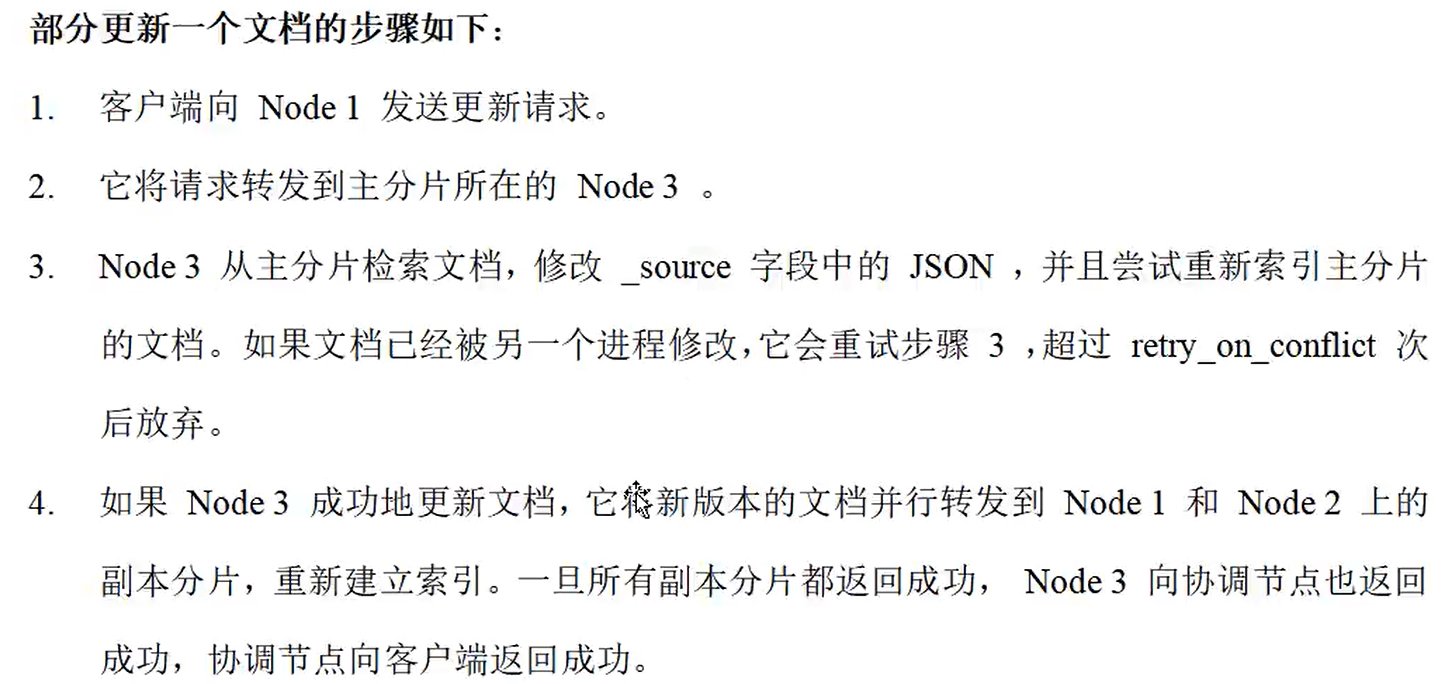 部分更新一个文档的步骤如下：
1. 客户端向 Node 1 发送更新请求。
2. 它将请求转发到主分片所在的 Node 3 。
3. Node 3 从主分片检索文档，修改 _source 字段中的 JSON ，并且尝试重新索引主分片
的文档。如果文档已经被另一个进程修改，它会重试步骤 3 ，超过 retry_on_conflict 次
后放弃。
4. 如果 Node 3 成功地更新文档，它将新版本的文档并行转发到 Node 1 和 Node 2 上的
副本分片，重新建立索引。一旦所有副本分片都返回成功， Node 3 向协调节点也返回
成功，协调节点向客户端返回成功。